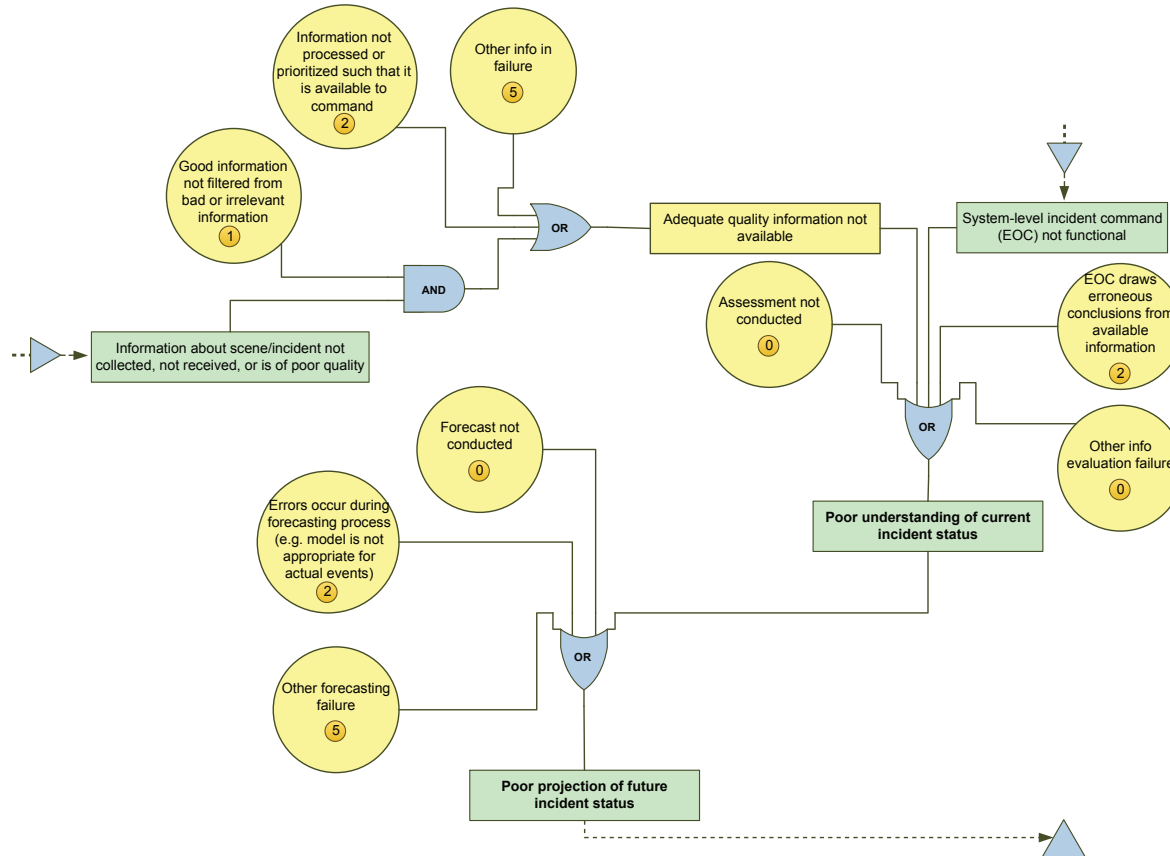 Information not
processed or
prioritized such that it
is available to
command
2
Other info in
failure
5
Good information
not filtered from
bad or irrelevant
information
1
OR
Adequate quality information not
available
System-level incident command
(EOC) not functional
AND
Information about scene/incident not
collected, not received, or is of poor quality
Assessment not
conducted
0
EOC draws
erroneous
conclusions from
available
information
2
OR
Other info
evaluation failure
0
Forecast not
conducted
0
Errors occur during
forecasting process
(e.g. model is not
appropriate for
actual events)
2
Poor understanding of current
incident status
OR
Other forecasting
failure
5
Poor projection of future
incident status